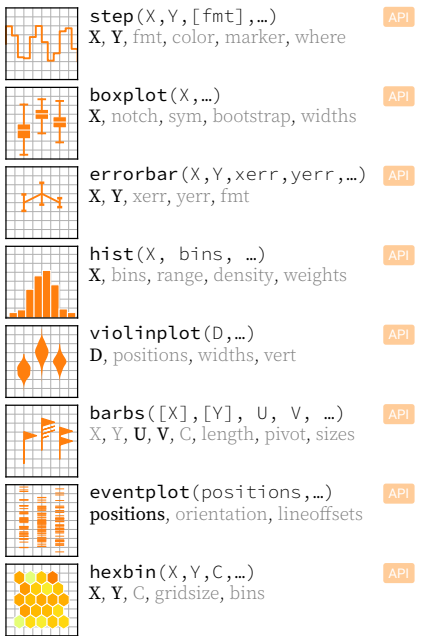 step(X,Y,[fmt],…) API
X, Y, fmt, color, marker, where
boxplot(X,…) API
X, notch, sym, bootstrap, widths
errorbar(X,Y,xerr,yerr,…) API
X, Y, xerr, yerr, fmt
hist(X, bins, …) API
X, bins, range, density, weights
violinplot(D,…) API
D, positions, widths, vert
barbs([X],[Y], U, V, …) API
X, Y, U, V, C, length, pivot, sizes
eventplot(positions,…) API
positions, orientation, lineoffsets
hexbin(X,Y,C,…) API
X, Y, C, gridsize, bins